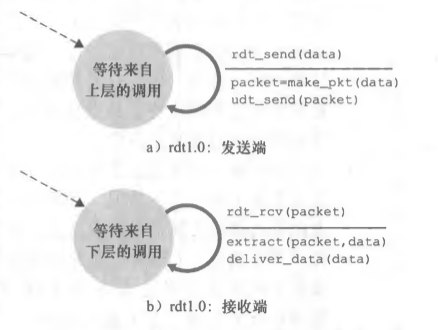 等待来自
上层的调用
rdt_send(data)
packet=make_pkt(data)
udt_send(packet)
a) rdt1.0: 发送端
等待来自
下层的调用
rdt_rcv(packet)
extract(packet,data)
deliver_data(data)
b) rdt1.0: 接收端